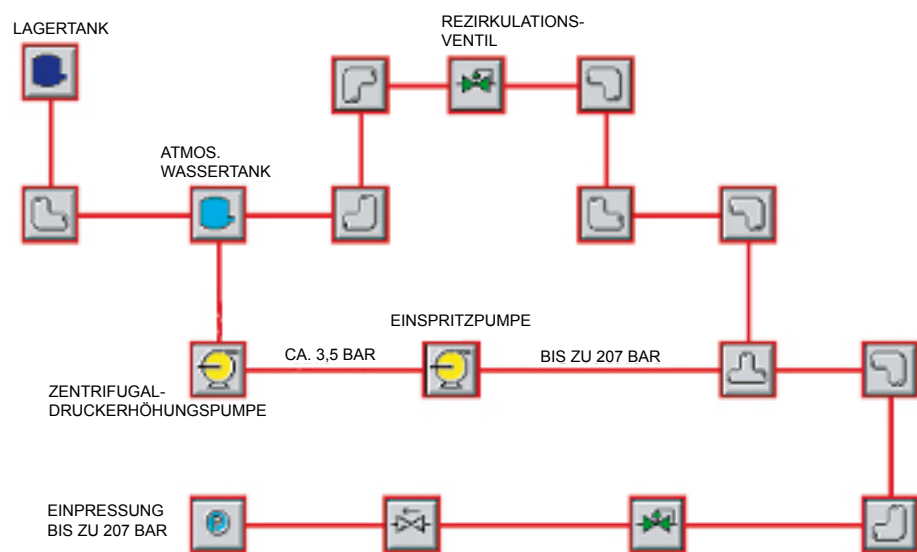 LAGERTANK
REZIRKULATIONS-
VENTIL
ATMOS.
WASSERTANK
EINSPRITZPUMPE
CA. 3,5 BAR
BIS ZU 207 BAR
ZENTRIFUGAL-
DRUCKERHÖHUNGSPUMPE
EINPRESSUNG
BIS ZU 207 BAR
P